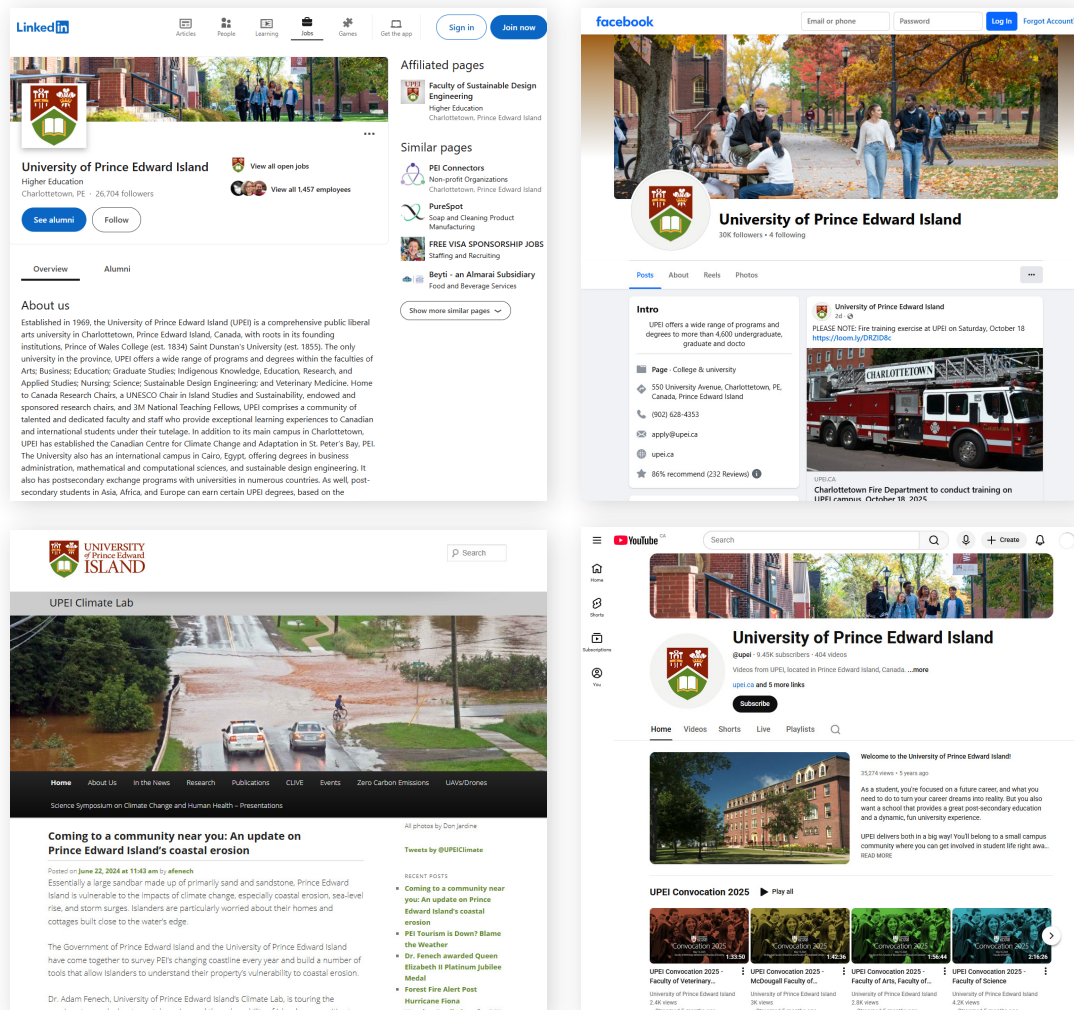 LinkedIn
Articles
People
Learning
Jobs
Games
Get the app
Sign in
Join now
University of Prince Edward Island
Higher Education
Charlottetown, PE · 26,704 followers
View all open jobs
View all 1,457 employees
See alumni
Follow
Overview
Alumni
About us
Established in 1969, the University of Prince Edward Island (UPEI) is a comprehensive public liberal
arts university in Charlottetown, Prince Edward Island, Canada, with roots in its founding
institutions, Prince of Wales College (est. 1834) Saint Dunstan's University (est. 1855). The only
university in the province, UPEI offers a wide range of programs and degrees within the faculties of
Arts; Business; Education; Graduate Studies; Indigenous Knowledge, Education, Research, and
Applied Studies; Nursing; Science; Sustainable Design Engineering; and Veterinary Medicine. Home
to Canada Research Chairs, a UNESCO Chair in Island Studies and Sustainability, endowed and
sponsored research chairs, and 3M National Teaching Fellows, UPEI comprises a community of
talented and dedicated faculty and staff who provide exceptional learning experiences to Canadian
and international students under their tutelage. In addition to its main campus in Charlottetown,
UPEI has established the Canadian Centre for Climate Change and Adaptation in St. Peter's Bay, PEI.
The University also has an international campus in Cairo, Egypt, offering degrees in business
administration, mathematical and computational sciences, and sustainable design engineering. It
also has postsecondary exchange programs with universities in numerous countries. As well, post-
secondary students in Asia, Africa, and Europe can earn certain UPEI degrees, based on the
Affiliated pages
UPEI
Faculty of Sustainable Design
Engineering
Higher Education
Charlottetown, Prince Edward Island
Similar pages
PEI Connectors
Non-profit Organizations
Charlottetown, Prince Edward Island
PureSpot
Soap and Cleaning Product
Manufacturing
FREE VISA SPONSORSHIP JOBS
Staffing and Recruiting
Beyti - an Almarai Subsidiary
Food and Beverage Services
Show more similar pages
facebook
Email or phone
Password
Log In
Forgot Account?
University of Prince Edward Island
30K followers • 4 following
Posts
About
Reels
Photos
Intro
UPEI offers a wide range of programs and
degrees to more than 4,600 undergraduate,
graduate and docto
Page · College & university
550 University Avenue, Charlottetown, PE,
Canada, Prince Edward Island
(902) 628-4353
apply@upei.ca
upei.ca
86% recommend (232 Reviews)
University of Prince Edward Island
2d ·
PLEASE NOTE: Fire training exercise at UPEI on Saturday, October 18
https://loom.ly/DRZID8c
CHARLOTTETOWN
UPEI.CA
Charlottetown Fire Department to conduct training on
UPEI campus, October 18, 2025
UNIVERSITY
of Prince Edward
ISLAND
Search
UPEI Climate Lab
Home
About Us
In the News
Research
Publications
CLIVE
Events
Zero Carbon Emissions
UAVs/Drones
Science Symposium on Climate Change and Human Health – Presentations
Coming to a community near you: An update on
Prince Edward Island's coastal erosion
Posted on June 22, 2024 at 11:43 am by afenech
Essentially a large sandbar made up of primarily sand and sandstone, Prince Edward
Island is vulnerable to the impacts of climate change, especially coastal erosion, sea-level
rise, and storm surges. Islanders are particularly worried about their homes and
cottages built close to the water's edge.
The Government of Prince Edward Island and the University of Prince Edward Island
have come together to survey PEI's changing coastline every year and build a number of
tools that allow Islanders to understand their property's vulnerability to coastal erosion.
Dr. Adam Fenech, University of Prince Edward Island's Climate Lab, is touring the
All photos by Don Jardine
Tweets by @UPEIClimate
RECENT POSTS
Coming to a community near
you: An update on Prince
Edward Island's coastal
erosion
PEI Tourism is Down? Blame
the Weather
Dr. Fenech awarded Queen
Elizabeth II Platinum Jubilee
Medal
Forest Fire Alert Post
Hurricane Fiona
YouTube CA
Search
Create
Home
Shorts
Subscriptions
You
University of Prince Edward Island
@upei · 9.45K subscribers · 404 videos
Videos from UPEI, located in Prince Edward Island, Canada. ...more
upei.ca and 5 more links
Subscribe
Home
Videos
Shorts
Live
Playlists
Welcome to the University of Prince Edward Island!
35,274 views • 5 years ago
As a student, you're focused on a future career, and what you
need to do to turn your career dreams into reality. But you also
want a school that provides a great post-secondary education
and a dynamic, fun university experience.
UPEI delivers both in a big way! You'll belong to a small campus
community where you can get involved in student life right awa...
READ MORE
UPEI Convocation 2025
Play all
Convocation 2025
1:33:50
Convocation 2025
1:42:36
Convocation 2025
1:56:44
Convocation 2025
2:16:26
UPEI Convocation 2025 -
Faculty of Veterinary...
University of Prince Edward Island
2.4K views
UPEI Convocation 2025 -
McDougall Faculty of...
University of Prince Edward Island
3K views
UPEI Convocation 2025 -
Faculty of Arts, Faculty of...
University of Prince Edward Island
2.8K views
UPEI Convocation 2025 -
Faculty of Science
University of Prince Edward Island
4.2K views